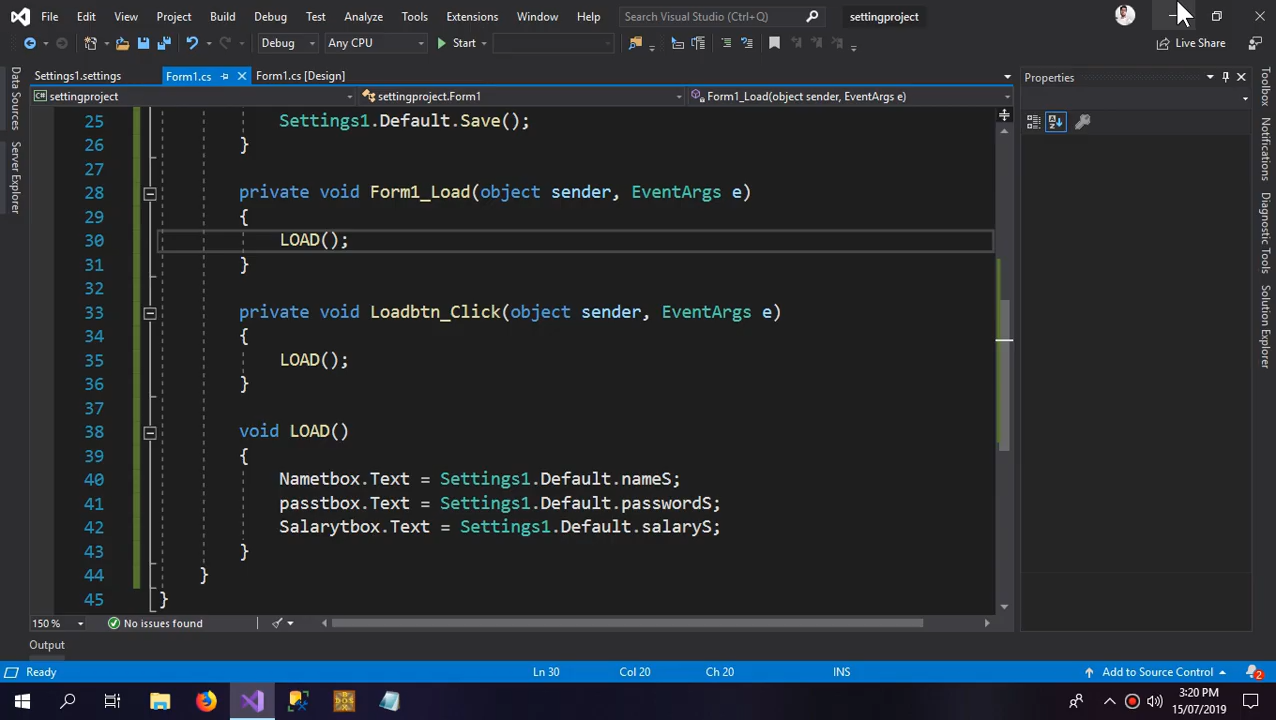 File Edit View Project Build Debug Test Analyze Tools Extensions Window Help Search Visual Studio (Ctrl+Q) settingproject
Debug Any CPU Start Live Share
Settings1.settings Form1.cs Form1.cs [Design] Properties
settingproject settingproject.Form1 Form1_Load(object sender, EventArgs e)
Data Sources
Server Explorer
Toolbox
Notifications
Diagnostic Tools
Solution Explorer
25 Settings1.Default.Save();
26 }
27
28 private void Form1_Load(object sender, EventArgs e)
29 {
30 LOAD();
31 }
32
33 private void Loadbtn_Click(object sender, EventArgs e)
34 {
35 LOAD();
36 }
37
38 void LOAD()
39 {
40 Nametbox.Text = Settings1.Default.nameS;
41 passtbox.Text = Settings1.Default.passwordS;
42 Salarytbox.Text = Settings1.Default.salaryS;
43 }
44 }
45 }
150 % No issues found
Output
Ready Ln 30 Col 20 Ch 20 INS Add to Source Control 2
3:20 PM
15/07/2019